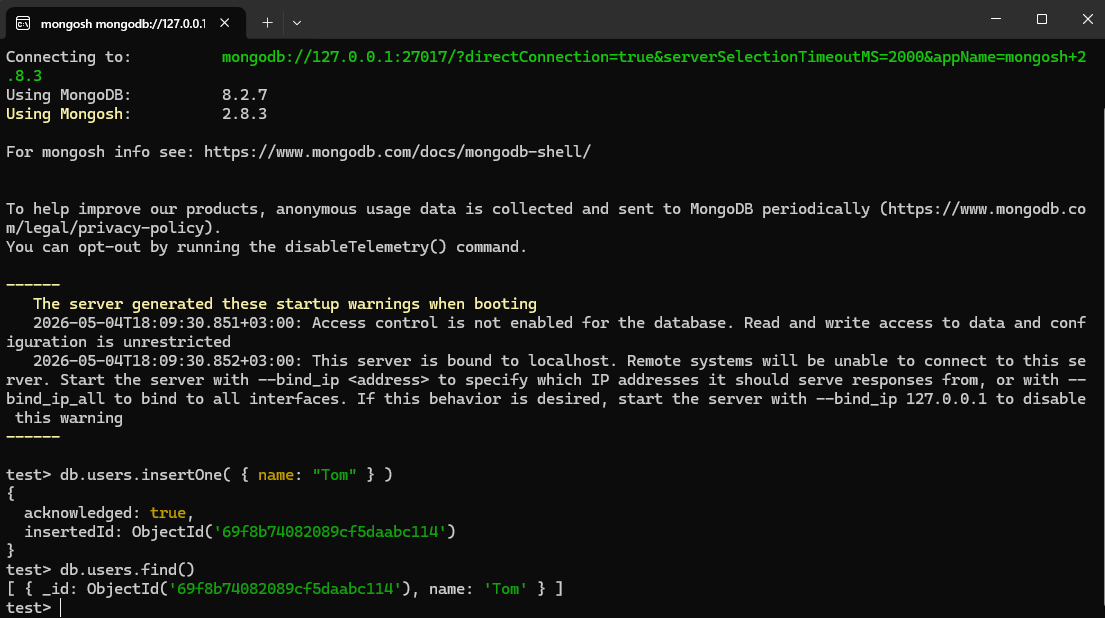 mongosh mongodb://127.0.0.1
Connecting to:          mongodb://127.0.0.1:27017/?directConnection=true&serverSelectionTimeoutMS=2000&appName=mongosh+2
.8.3
Using MongoDB:          8.2.7
Using Mongosh:          2.8.3
For mongosh info see: https://www.mongodb.com/docs/mongodb-shell/
To help improve our products, anonymous usage data is collected and sent to MongoDB periodically (https://www.mongodb.co
m/legal/privacy-policy).
You can opt-out by running the disableTelemetry() command.
------
   The server generated these startup warnings when booting
   2026-05-04T18:09:30.851+03:00: Access control is not enabled for the database. Read and write access to data and conf
iguration is unrestricted
   2026-05-04T18:09:30.852+03:00: This server is bound to localhost. Remote systems will be unable to connect to this se
rver. Start the server with --bind_ip <address> to specify which IP addresses it should serve responses from, or with --
bind_ip_all to bind to all interfaces. If this behavior is desired, start the server with --bind_ip 127.0.0.1 to disable
 this warning
------
test> db.users.insertOne( { name: "Tom" } )
{
  acknowledged: true,
  insertedId: ObjectId('69f8b74082089cf5daabc114')
}
test> db.users.find()
[ { _id: ObjectId('69f8b74082089cf5daabc114'), name: 'Tom' } ]
test>